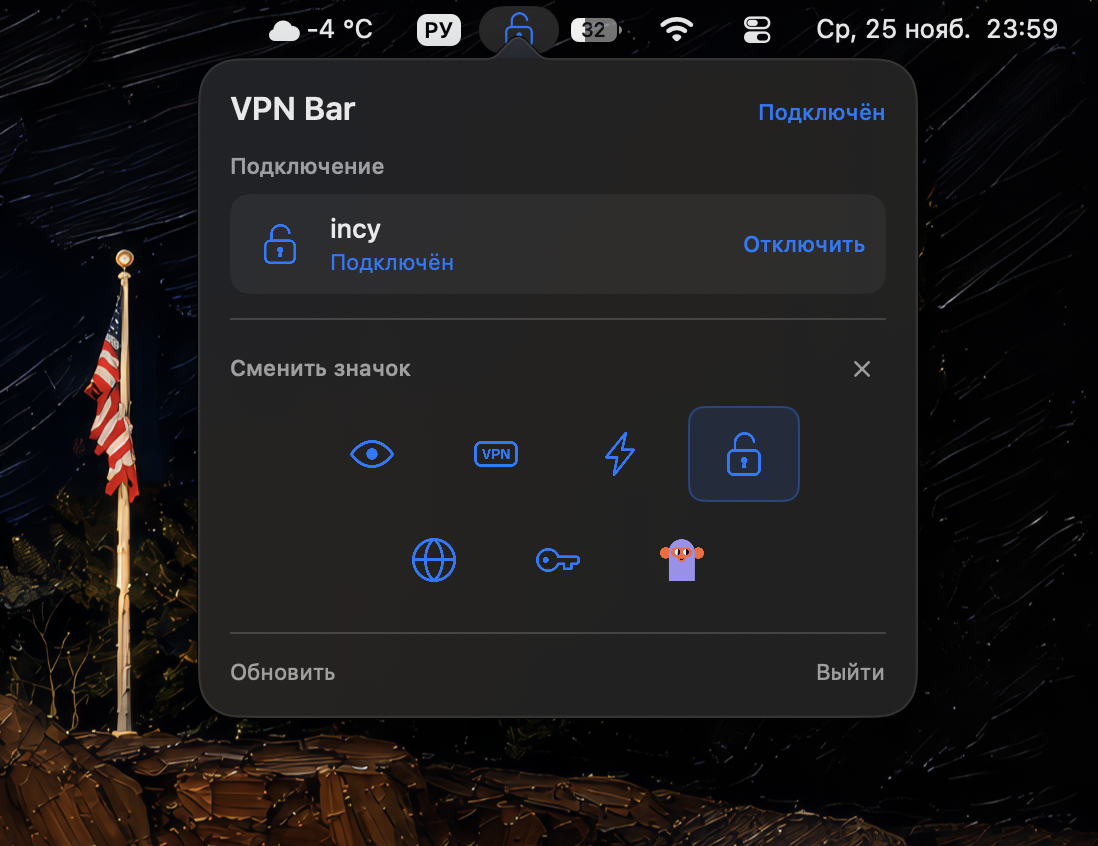 -4 °C РУ 32 Ср, 25 нояб. 23:59
VPN Bar Подключён
Подключение
incy
Подключён
Отключить
Сменить значок
VPN
Обновить Выйти